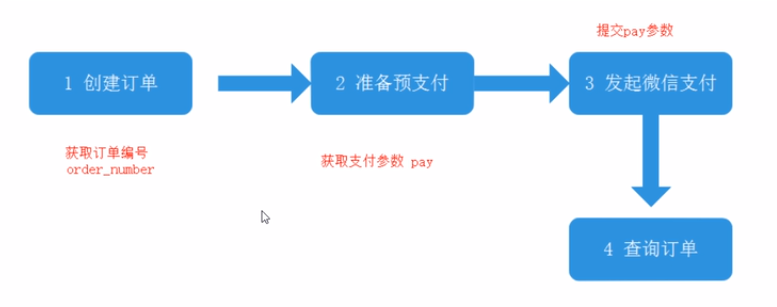 提交pay参数
1 创建订单
2 准备预支付
3 发起微信支付
获取订单编号
order_number
获取支付参数 pay
4 查询订单